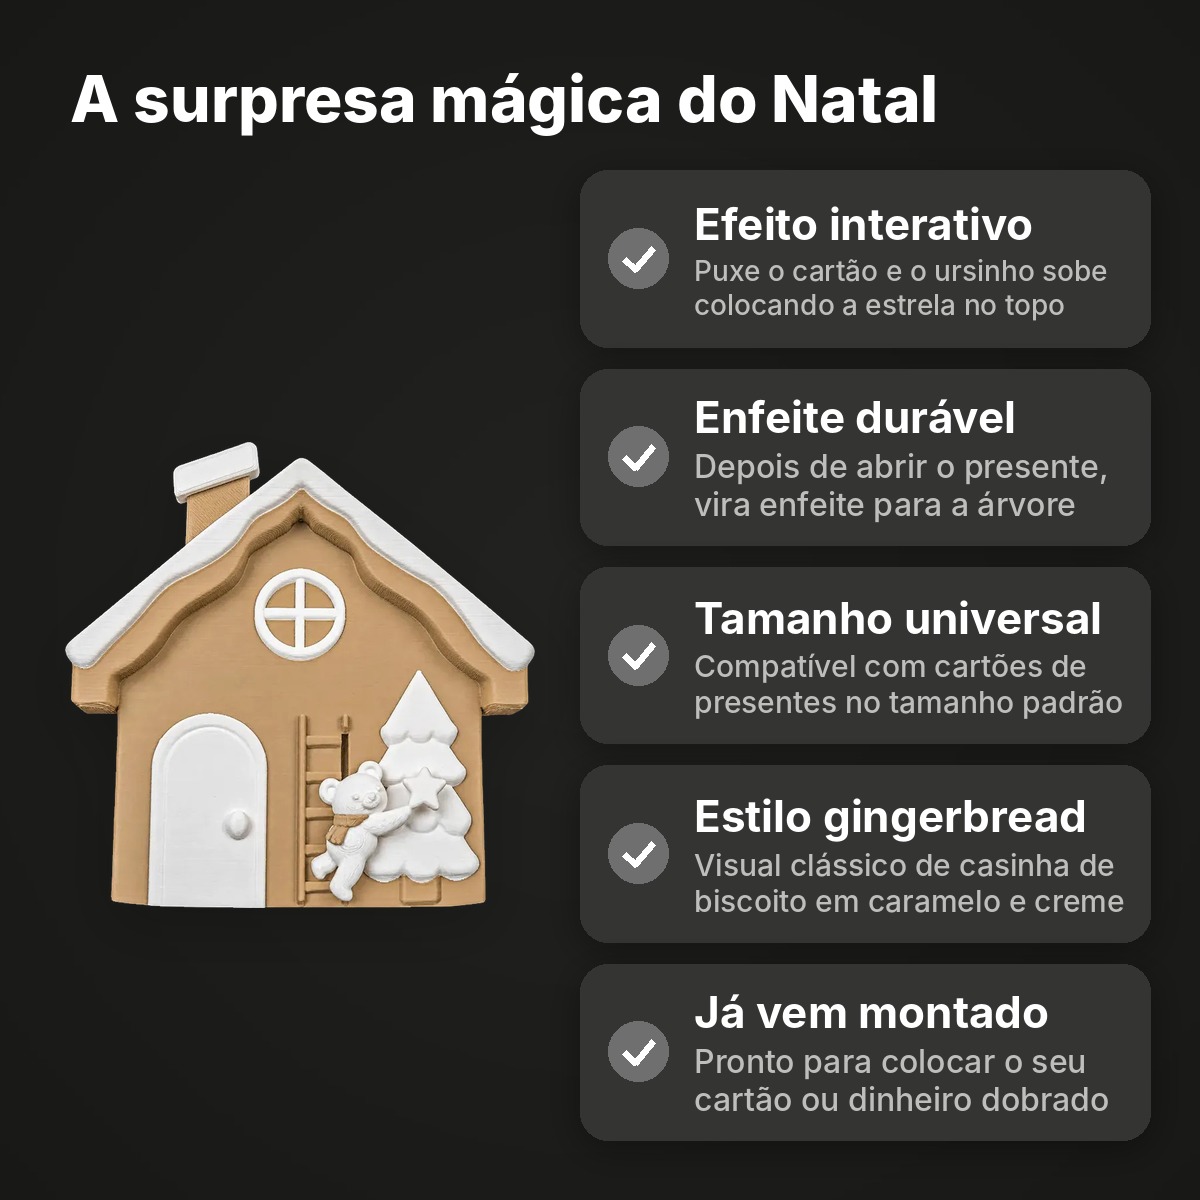 A surpresa mágica do Natal
Efeito interativo
Puxe o cartão e o ursinho sobe
colocando a estrela no topo
Enfeite durável
Depois de abrir o presente,
vira enfeite para a árvore
Tamanho universal
Compatível com cartões de
presentes no tamanho padrão
Estilo gingerbread
Visual clássico de casinha de
biscoito em caramelo e creme
Já vem montado
Pronto para colocar o seu
cartão ou dinheiro dobrado